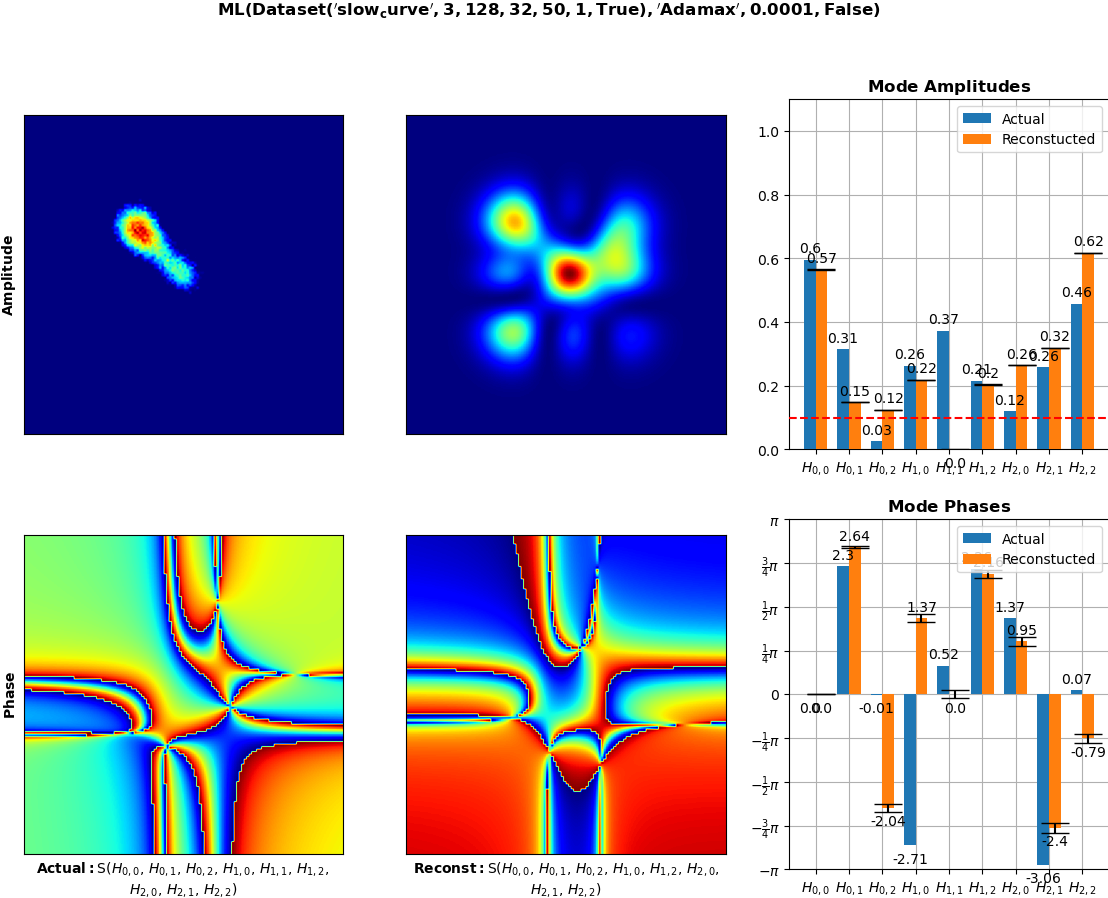 ML(Dataset('slow_curve', 3, 128, 32, 50, 1, True), 'Adamax', 0.0001, False)
Amplitude
Mode Amplitudes
Actual
Reconstucted
1.0
0.8
0.6
0.4
0.2
0.0
0.6
0.57
0.31
0.15
0.03
0.12
0.26
0.22
0.37
0.0
0.21
0.2
0.12
0.26
0.26
0.32
0.46
0.62
H0,0 H0,1 H0,2 H1,0 H1,1 H1,2 H2,0 H2,1 H2,2
Phase
Mode Phases
Actual
Reconstucted
π
3/4π
1/2π
1/4π
0
−1/4π
−1/2π
−3/4π
−π
0.0
0.0
2.3
2.64
-0.01
-2.04
-2.71
1.37
0.52
0.0
1.37
0.95
-3.06
-2.4
0.07
-0.79
H0,0 H0,1 H0,2 H1,0 H1,1 H1,2 H2,0 H2,1 H2,2
Actual: S(H0,0, H0,1, H0,2, H1,0, H1,1, H1,2,
H2,0, H2,1, H2,2)
Reconst: S(H0,0, H0,1, H0,2, H1,0, H1,2, H2,0,
H2,1, H2,2)